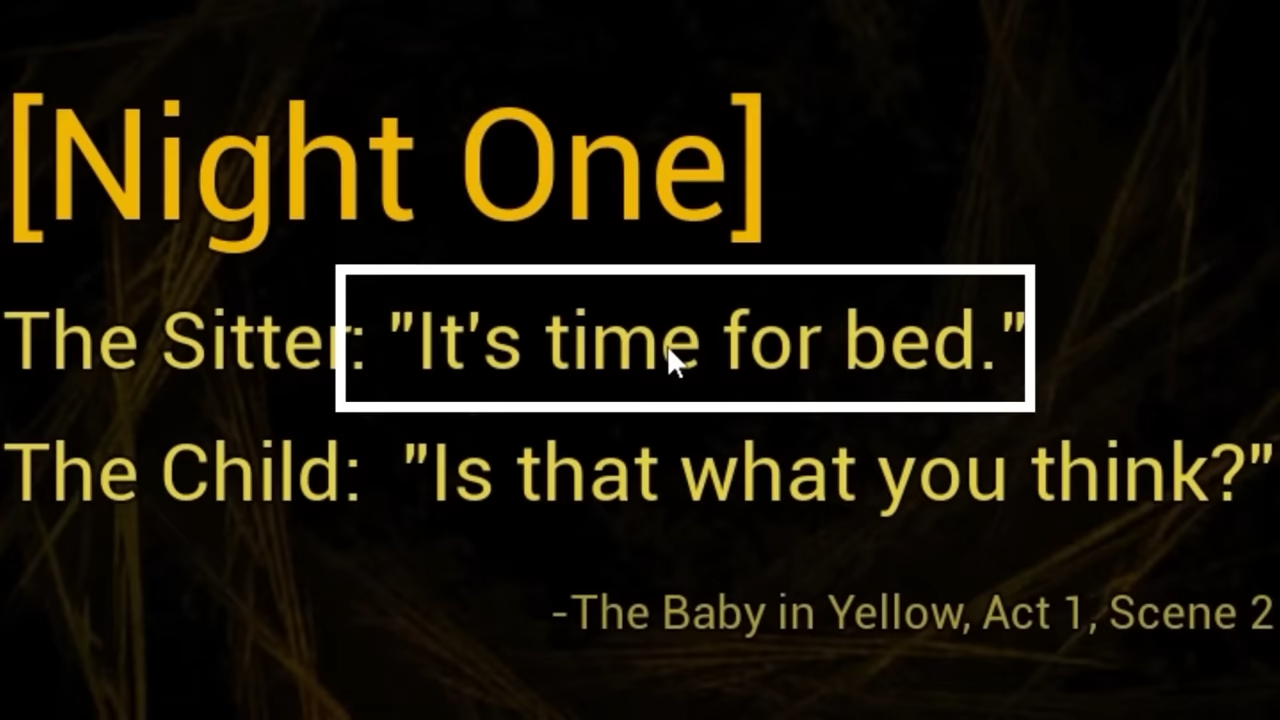 [Night One]
The Sitter: "It's time for bed."
The Child: "Is that what you think?"
-The Baby in Yellow, Act 1, Scene 2